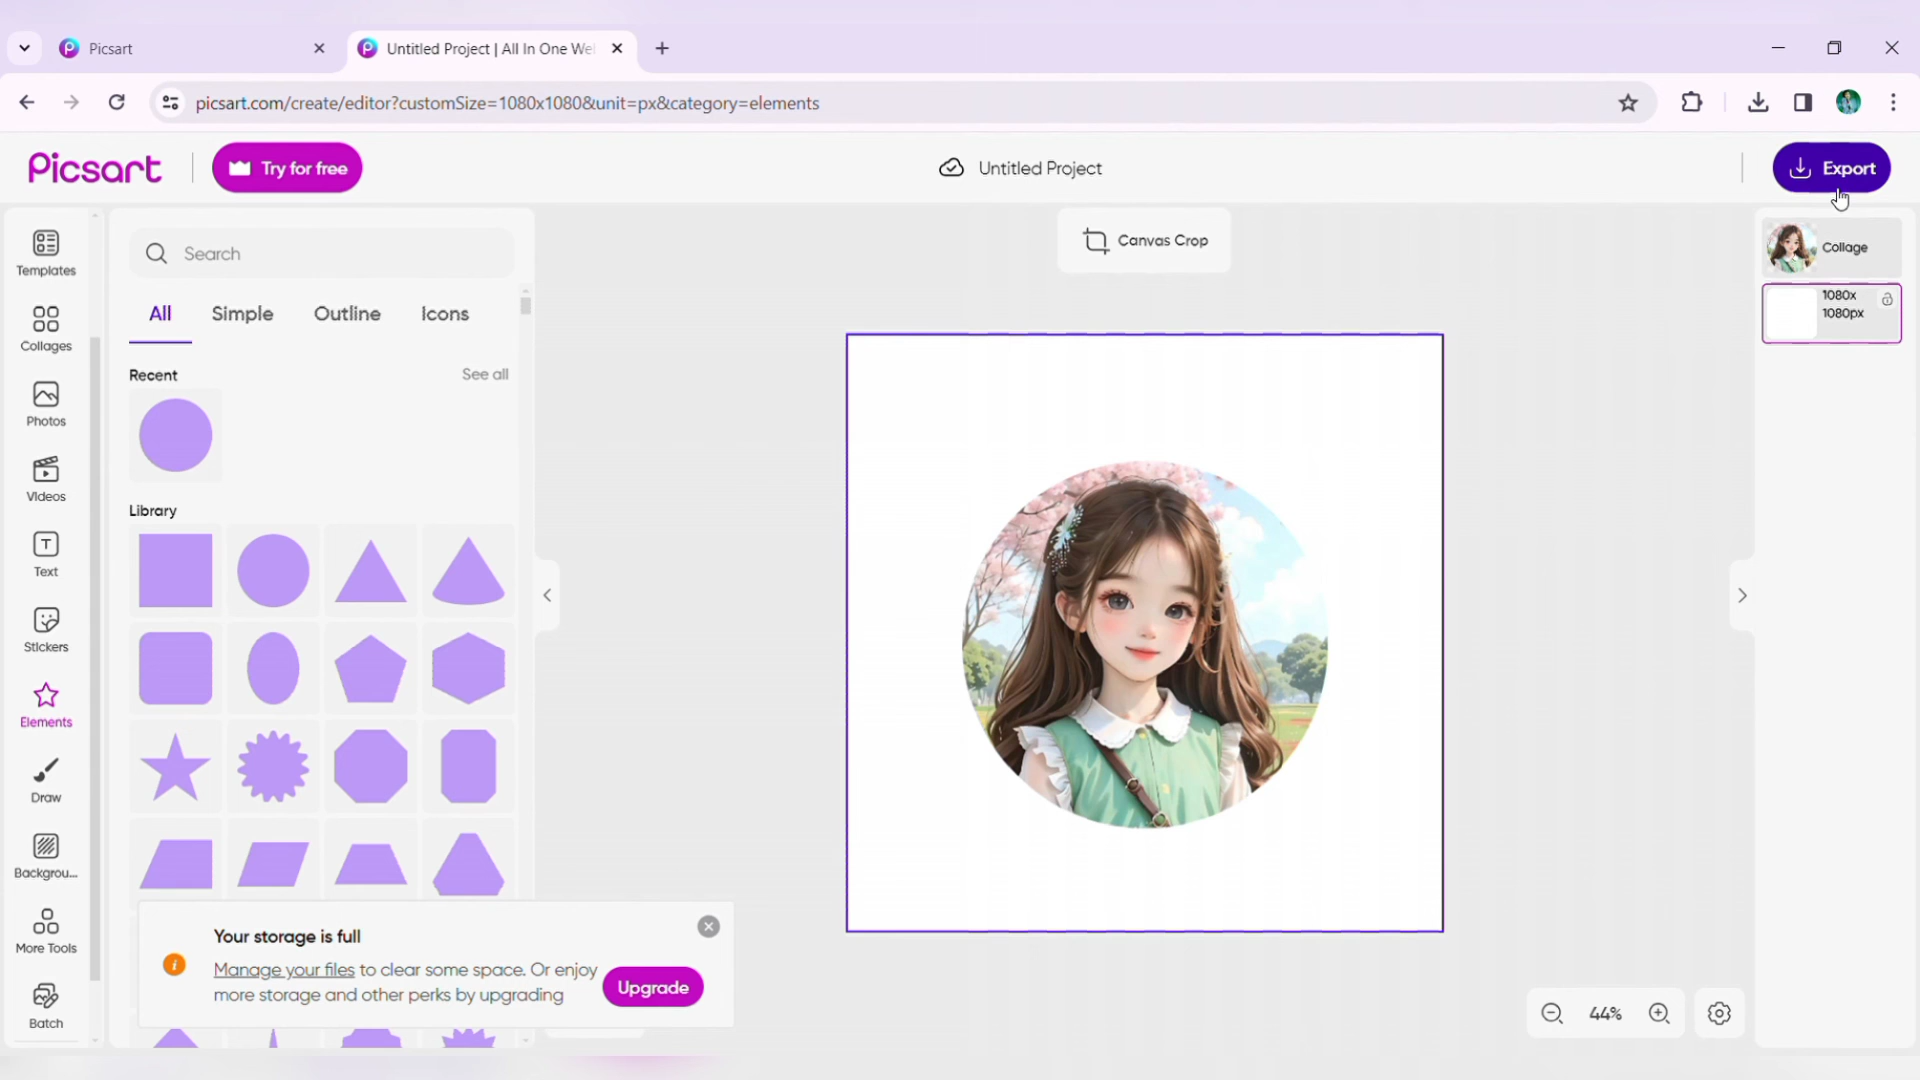 Picsart
Untitled Project | All In One We
picsart.com/create/editor?customSize=1080x1080&unit=px&category=elements
Picsart
Try for free
Untitled Project
Export
Templates
Collages
Photos
Videos
Text
Stickers
Elements
Draw
Backgrou...
More Tools
Batch
Search
All Simple Outline Icons
Recent See all
Library
Canvas Crop
Collage
1080x
1080px
Your storage is full
Manage your files to clear some space. Or enjoy
more storage and other perks by upgrading
Upgrade
44%